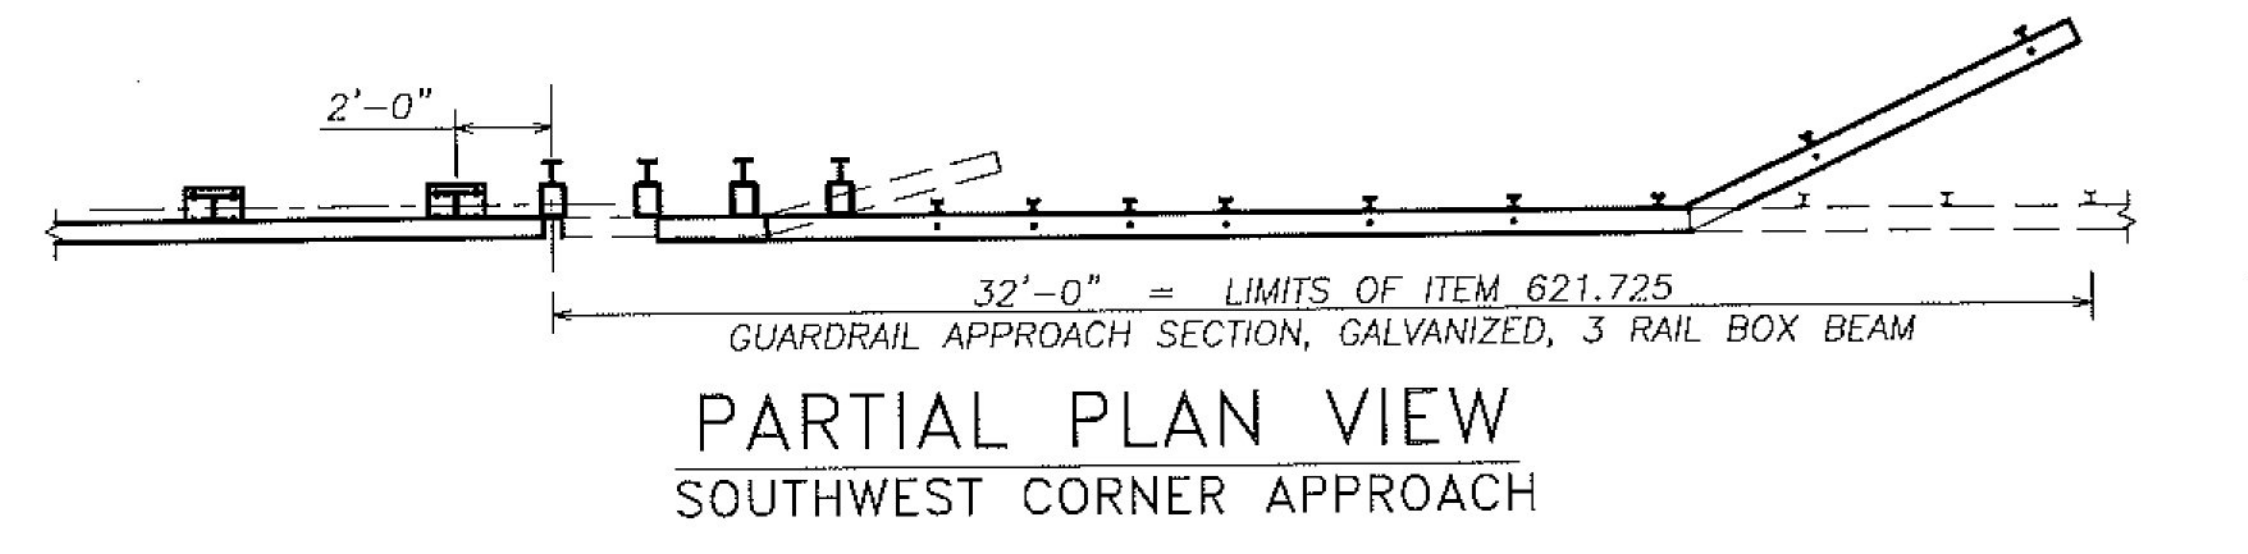 2'-0"
32'-0" = LIMITS OF ITEM 621.725
GUARDRAIL APPROACH SECTION, GALVANIZED, 3 RAIL BOX BEAM
PARTIAL PLAN VIEW
SOUTHWEST CORNER APPROACH